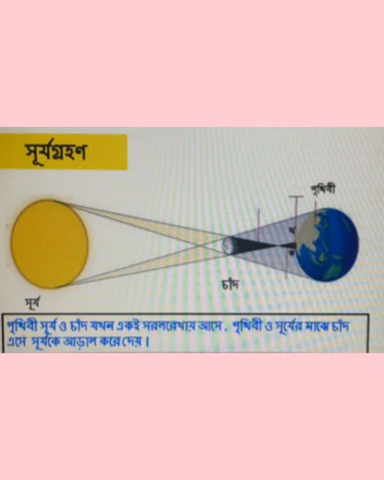 সূর্যগ্রহণ
পৃথিবী
চাঁদ
সূর্য
পৃথিবী সূর্য ও চাঁদ যখন একই সরলরেখায় আসে , পৃথিবী ও সূর্যের মাঝে চাঁদ
এসে সূর্যকে আড়াল করে দেয় ।